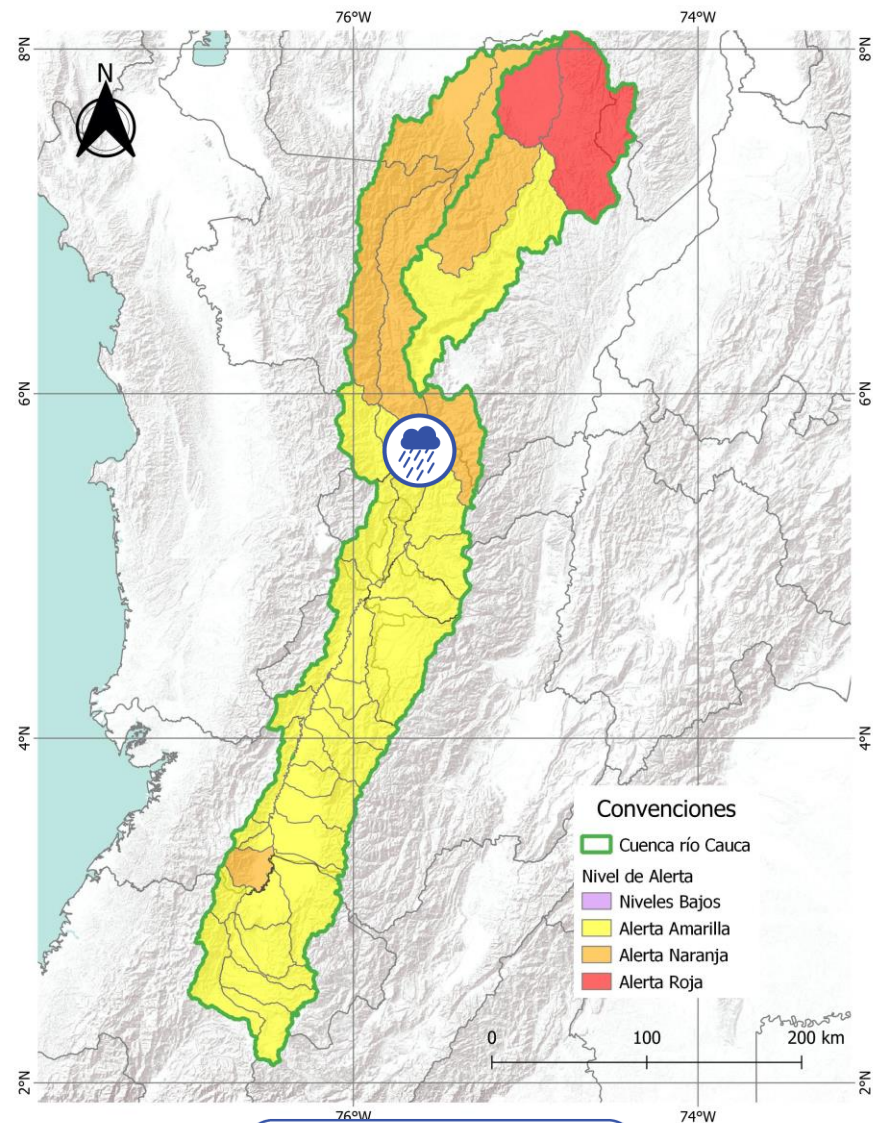 76°W 74°W
8°N 8°N
N
6°N 6°N
4°N 4°N
Convenciones
Cuenca río Cauca
Nivel de Alerta
Niveles Bajos
Alerta Amarilla
Alerta Naranja
Alerta Roja
0 100 200 km
2°N 2°N
76°W 74°W